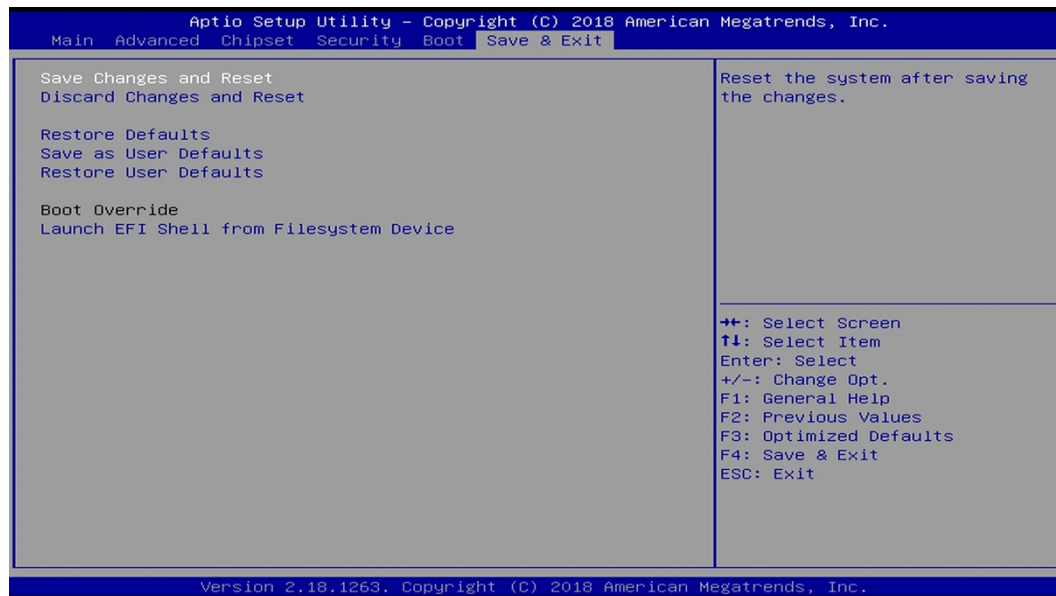 Aptio Setup Utility – Copyright (C) 2018 American Megatrends, Inc.
Main Advanced Chipset Security Boot Save & Exit
Save Changes and Reset
Discard Changes and Reset
Restore Defaults
Save as User Defaults
Restore User Defaults
Boot Override
Launch EFI Shell from Filesystem Device
Reset the system after saving
the changes.
→←: Select Screen
↑↓: Select Item
Enter: Select
+/-: Change Opt.
F1: General Help
F2: Previous Values
F3: Optimized Defaults
F4: Save & Exit
ESC: Exit
Version 2.18.1263. Copyright (C) 2018 American Megatrends, Inc.